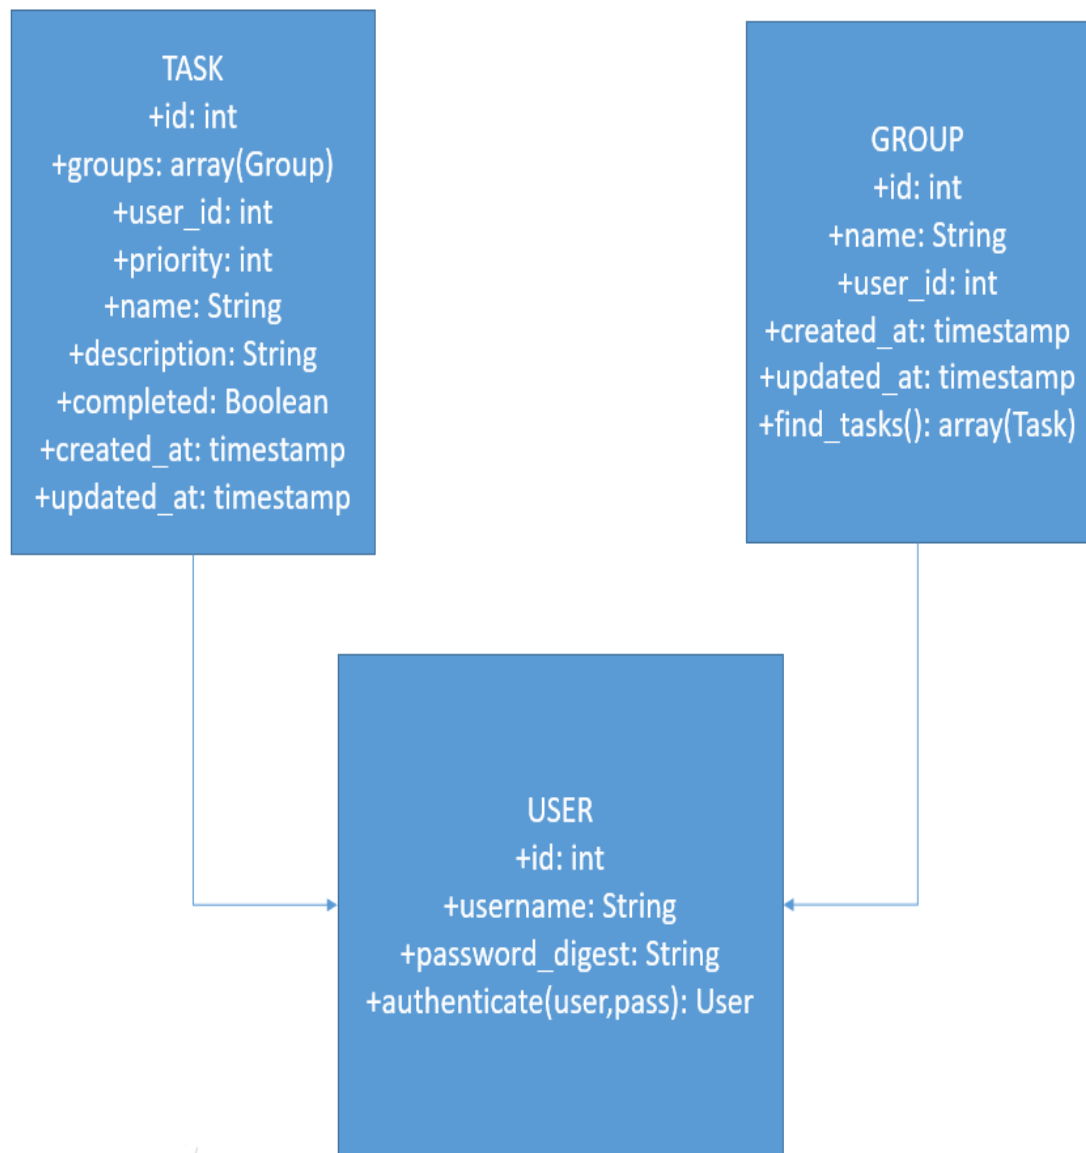 TASK
+id: int
+groups: array(Group)
+user_id: int
+priority: int
+name: String
+description: String
+completed: Boolean
+created_at: timestamp
+updated_at: timestamp
GROUP
+id: int
+name: String
+user_id: int
+created_at: timestamp
+updated_at: timestamp
+find_tasks(): array(Task)
USER
+id: int
+username: String
+password_digest: String
+authenticate(user,pass): User